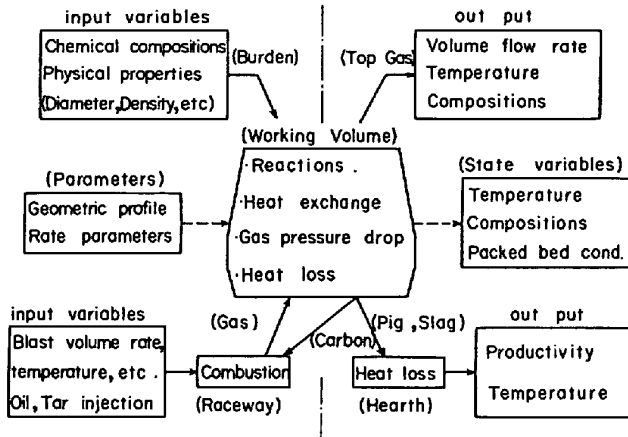 input variables
Chemical compositions
Physical properties
(Diameter, Density, etc)
(Burden)
(Top Gas)
out put
Volume flow rate
Temperature
Compositions
(Working Volume)
·Reactions .
·Heat exchange
·Gas pressure drop
·Heat loss
(Parameters)
Geometric profile
Rate parameters
(State variables)
Temperature
Compositions
Packed bed cond.
input variables
Blast volume rate,
temperature, etc .
Oil, Tar injection
(Gas)
(Carbon)
(Pig, Slag)
Combustion
(Raceway)
Heat loss
(Hearth)
out put
Productivity
Temperature